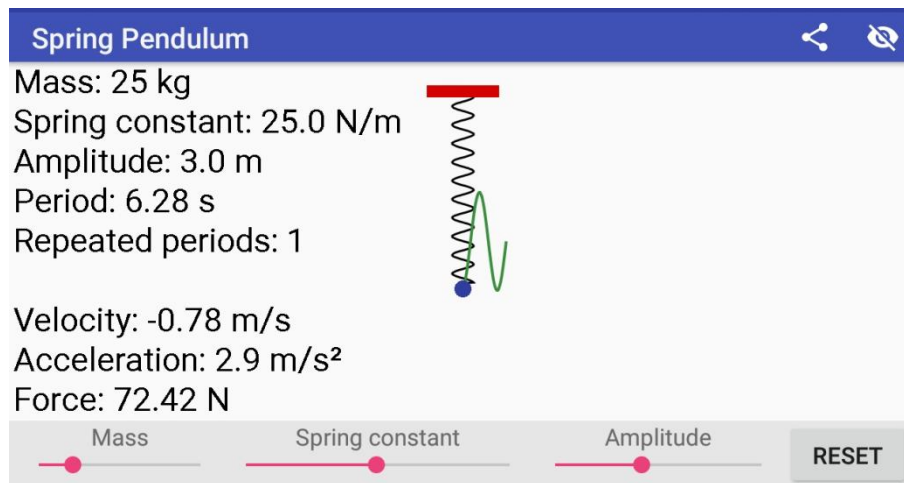 Spring Pendulum
Mass: 25 kg
Spring constant: 25.0 N/m
Amplitude: 3.0 m
Period: 6.28 s
Repeated periods: 1
Velocity: -0.78 m/s
Acceleration: 2.9 m/s²
Force: 72.42 N
Mass Spring constant Amplitude
RESET